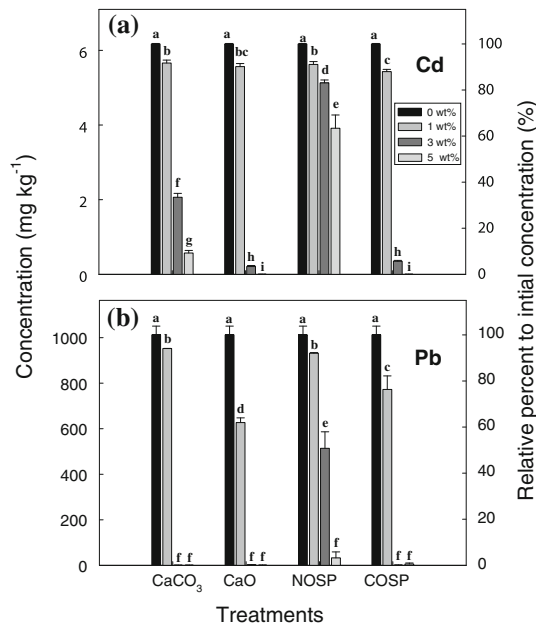 (a)
Cd
a b f g
a bc h i
a b d e
a c h i
0 wt%
1 wt%
3 wt%
5 wt%
6
4
2
0
100
80
60
40
20
0
Concentration (mg kg-1)
Relative percent to intial concentration (%)
(b)
Pb
a b f f
a d f f
a b e f
a c f f
1000
800
600
400
200
0
100
80
60
40
20
0
CaCO3 CaO NOSP COSP
Treatments